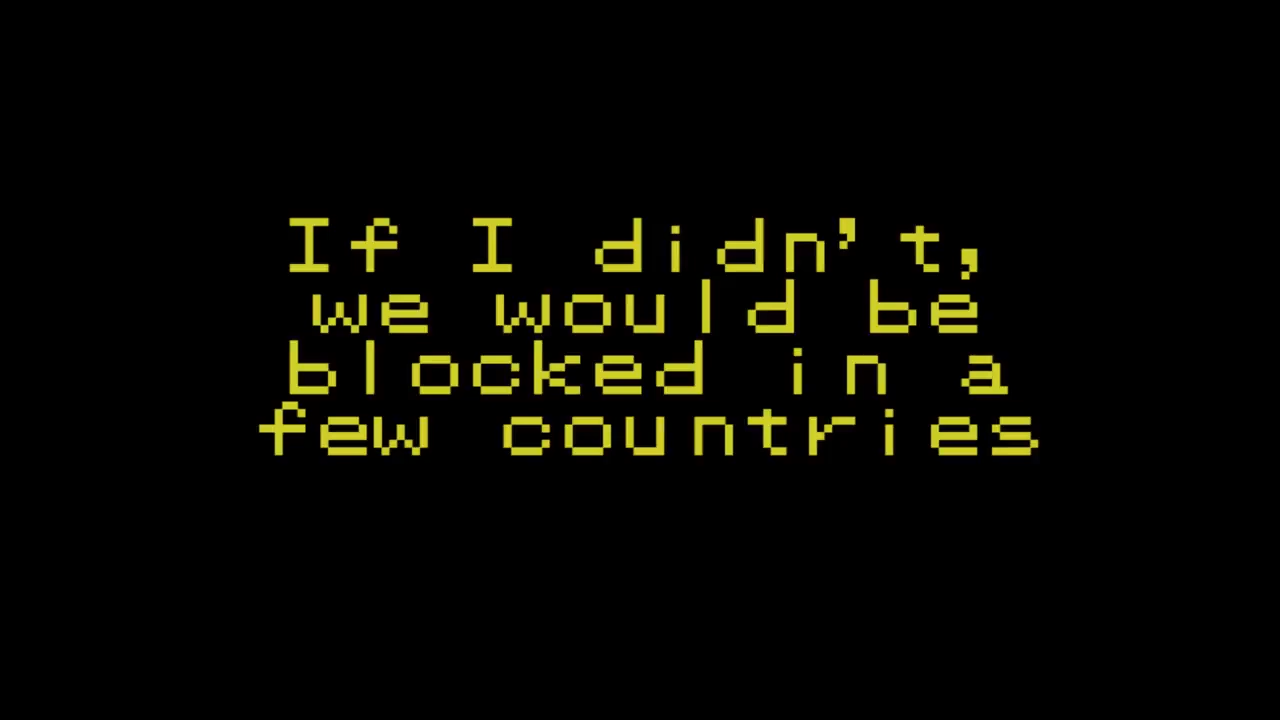 If I didn't,
we would be
blocked in a
few countries